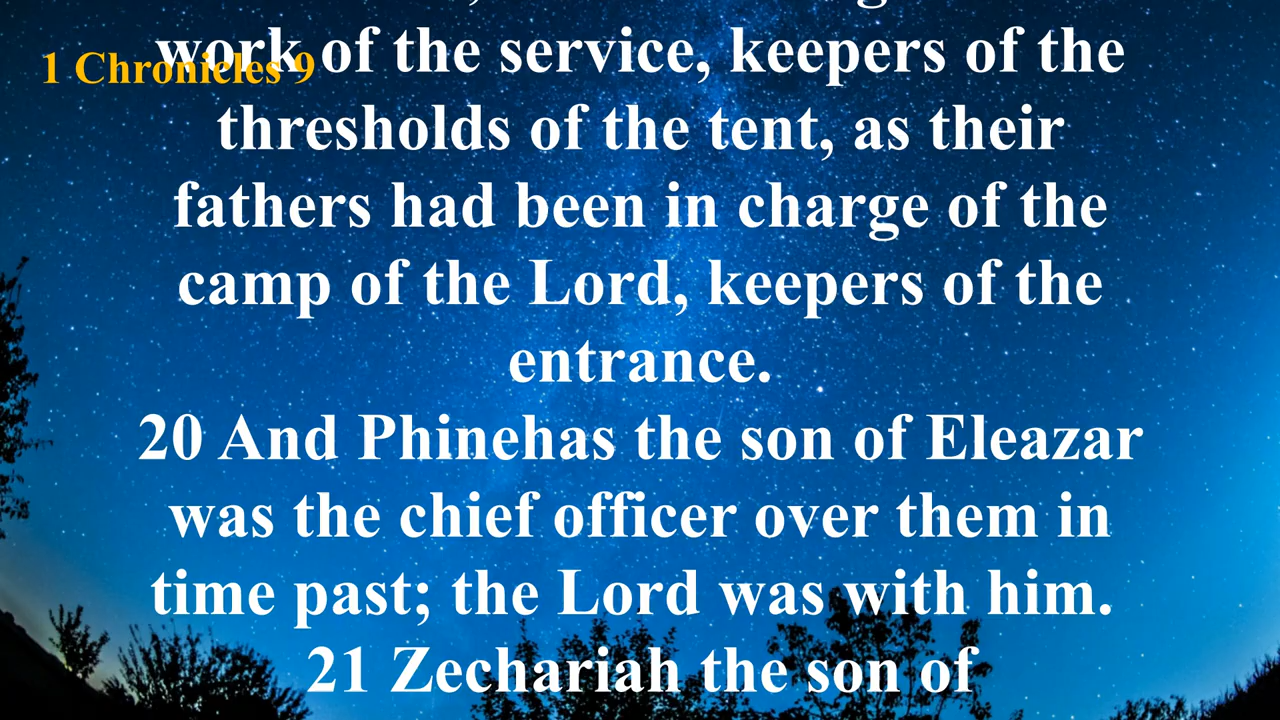 1 Chronicles 9
work of the service, keepers of the
thresholds of the tent, as their
fathers had been in charge of the
camp of the Lord, keepers of the
entrance.
20 And Phinehas the son of Eleazar
was the chief officer over them in
time past; the Lord was with him.
21 Zechariah the son of